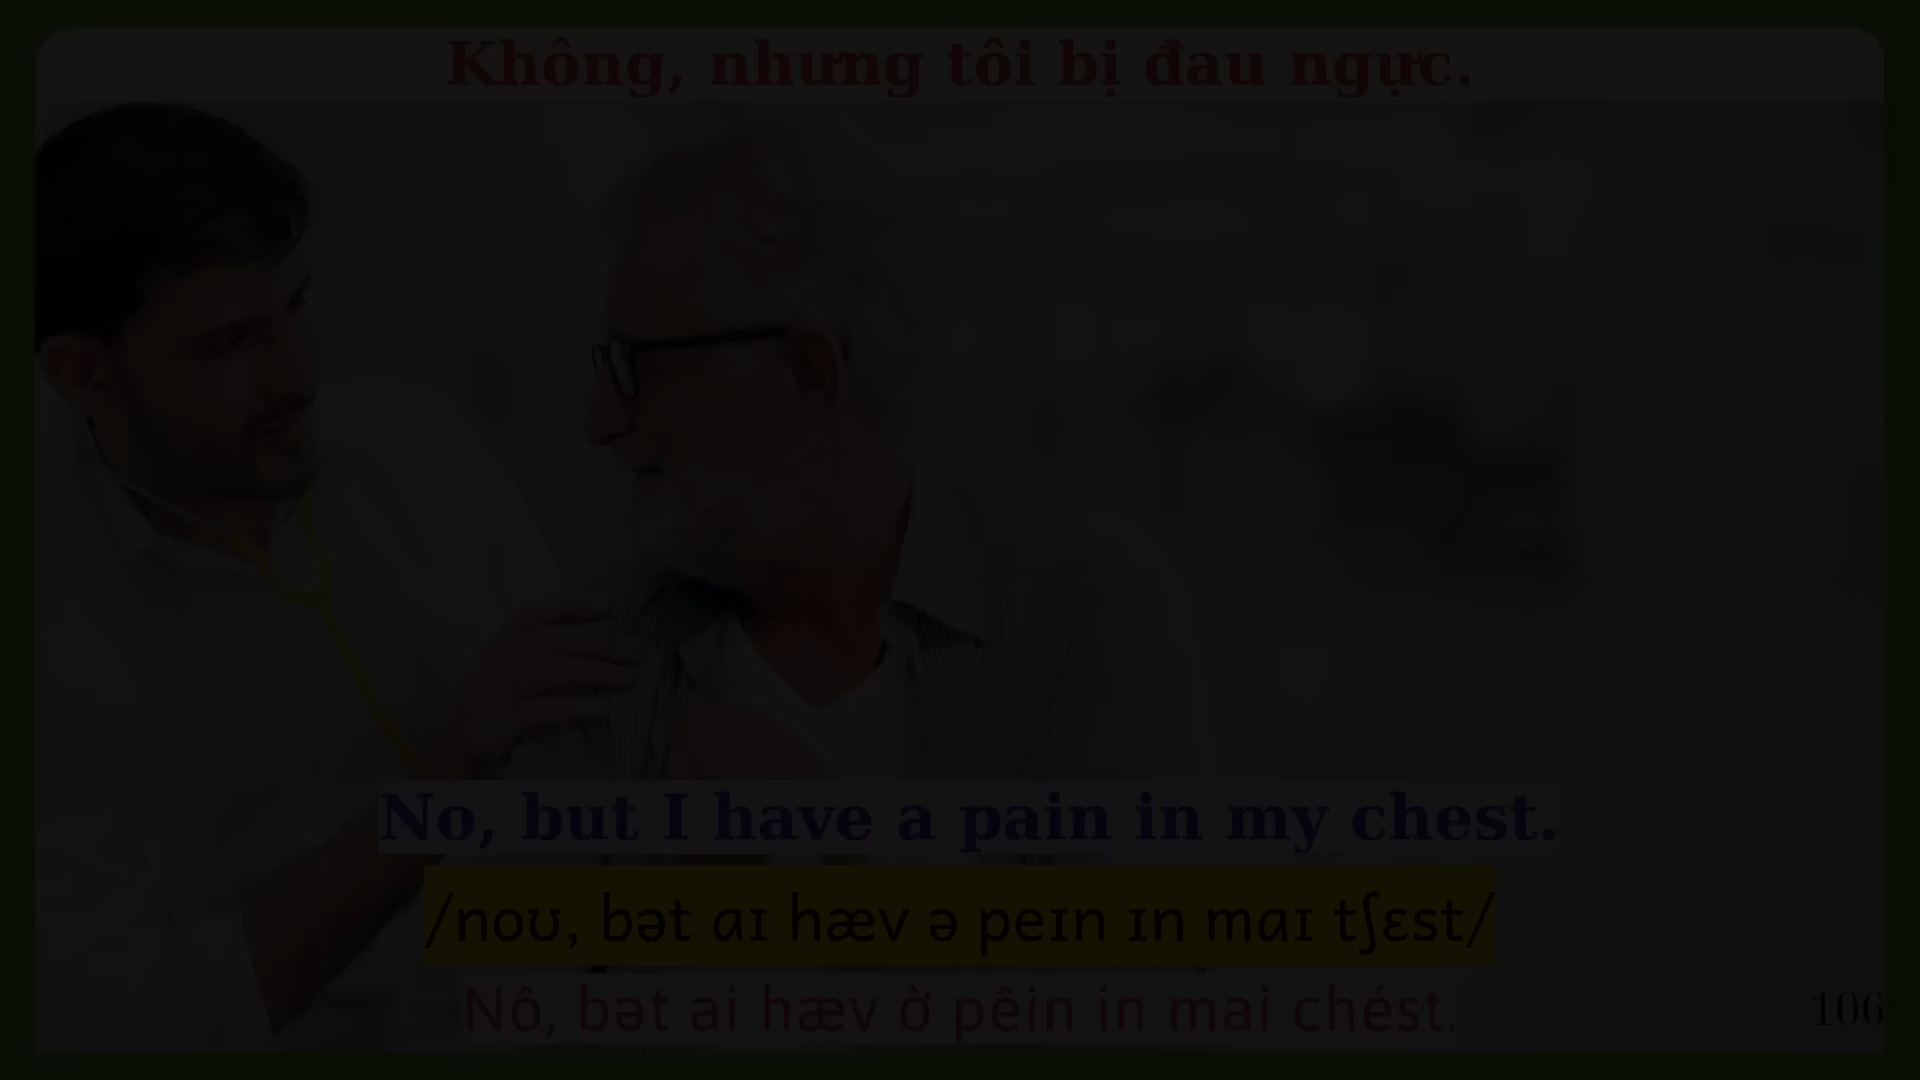 Không, nhưng tôi bị đau ngực.
No, but I have a pain in my chest.
/noʊ, bət aɪ hæv ə peɪn ɪn maɪ tʃɛst/
Nô, bət ai hæv ờ pêin in mai chést.
106